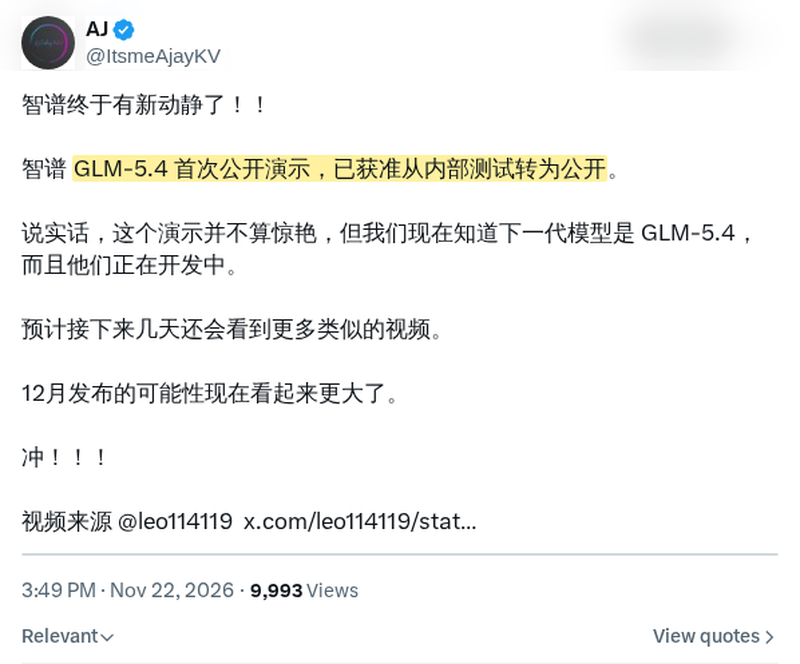 AJ
@ItsmeAjayKV
智谱终于有新动静了！！
智谱 GLM-5.4 首次公开演示，已获准从内部测试转为公开。
说实话，这个演示并不算惊艳，但我们现在知道下一代模型是 GLM-5.4，
而且他们正在开发中。
预计接下来几天还会看到更多类似的视频。
12月发布的可能性现在看起来更大了。
冲！！！
视频来源 @leo114119 x.com/leo114119/stat...
3:49 PM · Nov 22, 2026 · 9,993 Views
Relevant
View quotes